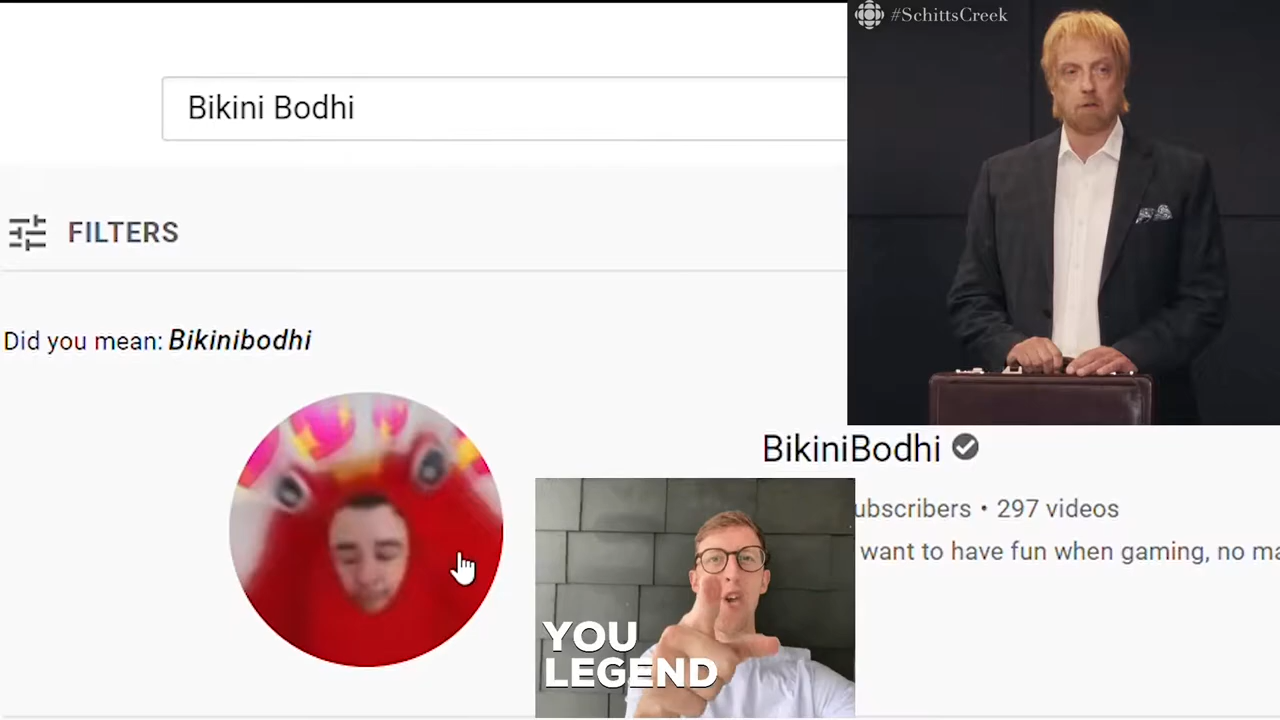 #SchittsCreek
Bikini Bodhi
FILTERS
Did you mean: Bikinibodhi
BikiniBodhi
ubscribers • 297 videos
want to have fun when gaming, no ma
YOU
LEGEND